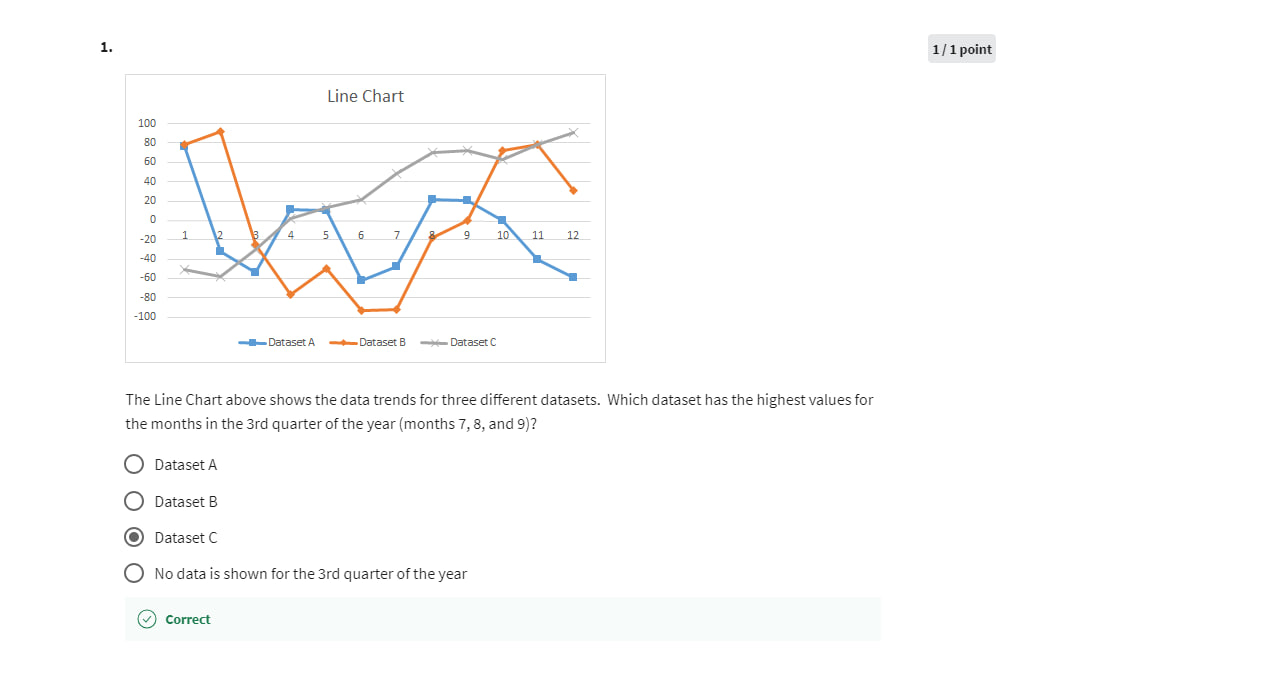 1.
1 / 1 point
Line Chart
100
80
60
40
20
0
-20
-40
-60
-80
-100
1 2 3 4 5 6 7 8 9 10 11 12
Dataset A Dataset B Dataset C
The Line Chart above shows the data trends for three different datasets.  Which dataset has the highest values for
the months in the 3rd quarter of the year (months 7, 8, and 9)?
Dataset A
Dataset B
Dataset C
No data is shown for the 3rd quarter of the year
Correct